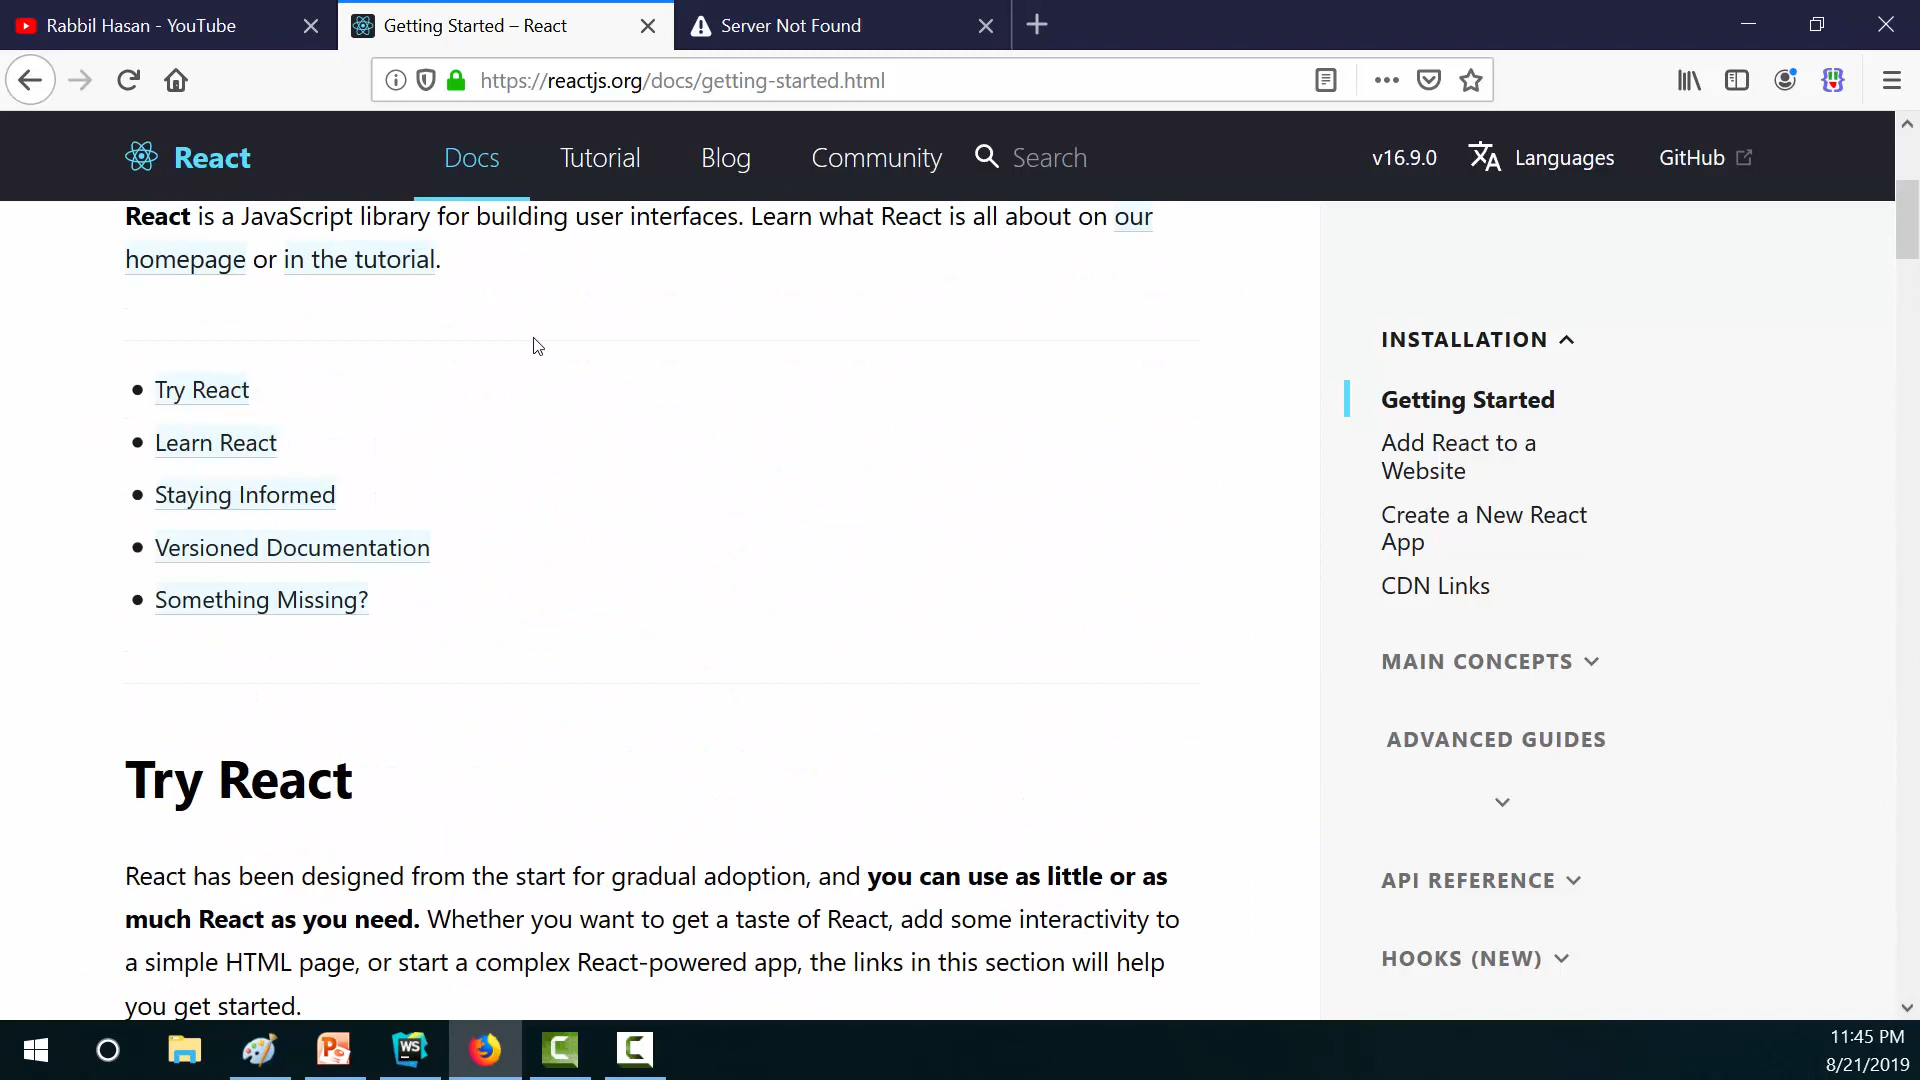 Rabbil Hasan - YouTube
Getting Started – React
Server Not Found
https://reactjs.org/docs/getting-started.html
React
Docs
Tutorial
Blog
Community
Search
v16.9.0
Languages
GitHub
React is a JavaScript library for building user interfaces. Learn what React is all about on our
homepage or in the tutorial.
Try React
Learn React
Staying Informed
Versioned Documentation
Something Missing?
Try React
React has been designed from the start for gradual adoption, and you can use as little or as
much React as you need. Whether you want to get a taste of React, add some interactivity to
a simple HTML page, or start a complex React-powered app, the links in this section will help
you get started.
INSTALLATION
Getting Started
Add React to a
Website
Create a New React
App
CDN Links
MAIN CONCEPTS
ADVANCED GUIDES
API REFERENCE
HOOKS (NEW)
WS
11:45 PM
8/21/2019